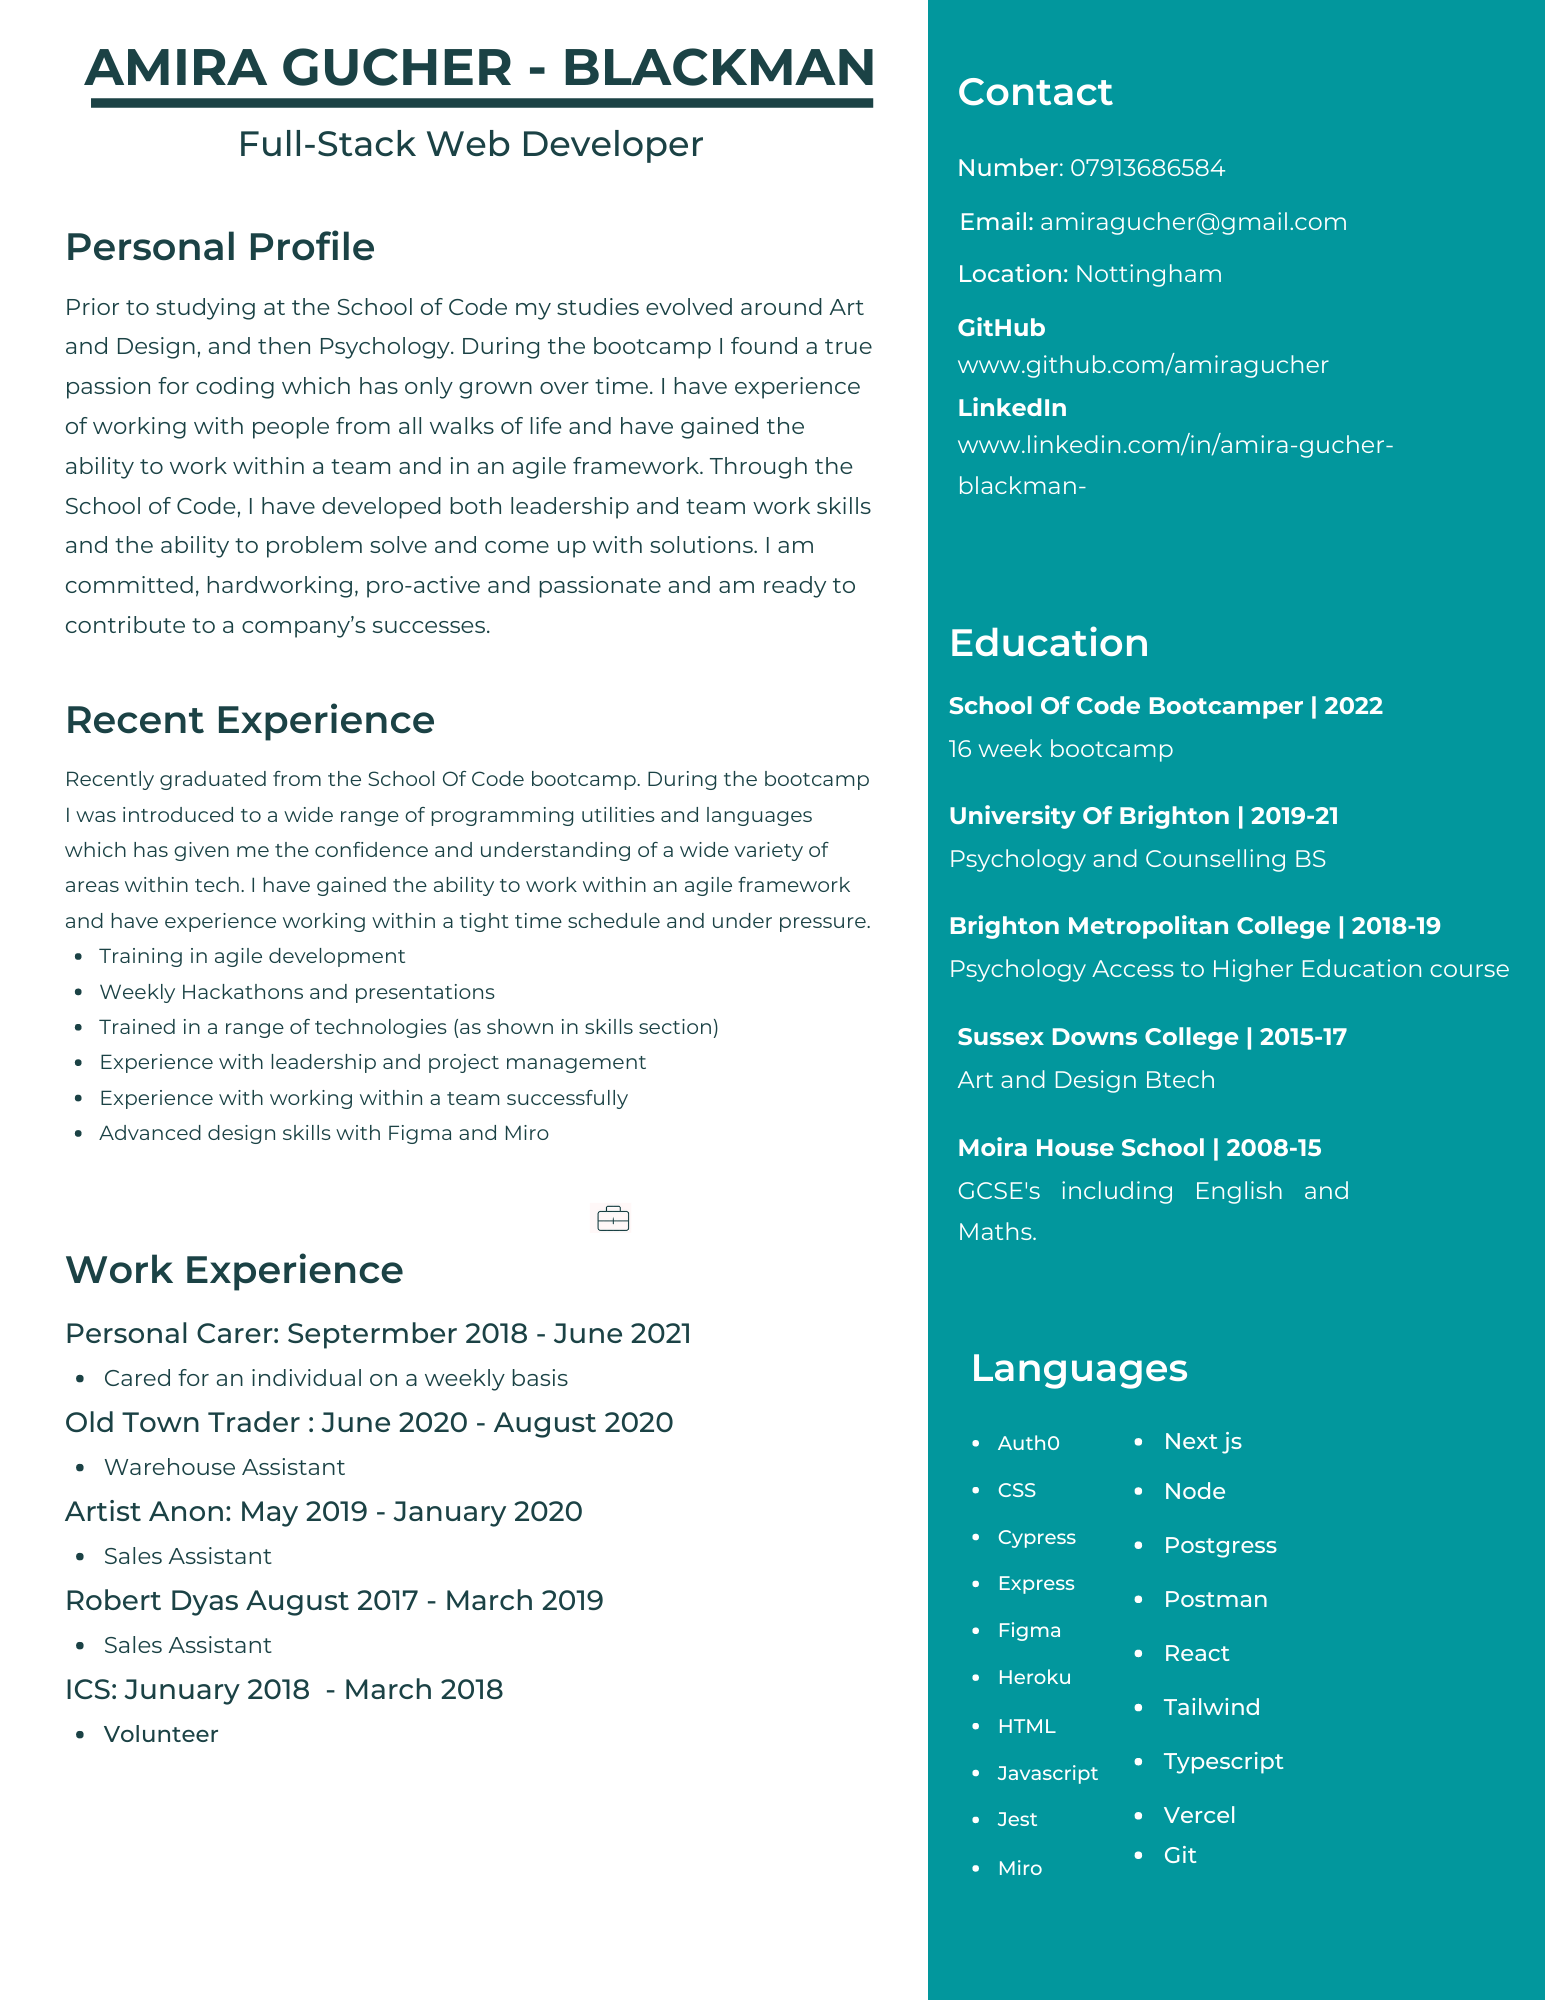 AMIRA GUCHER - BLACKMAN
Full-Stack Web Developer
Personal Profile
Prior to studying at the School of Code my studies evolved around Art
and Design, and then Psychology. During the bootcamp I found a true
passion for coding which has only grown over time. I have experience
of working with people from all walks of life and have gained the
ability to work within a team and in an agile framework. Through the
School of Code, I have developed both leadership and team work skills
and the ability to problem solve and come up with solutions. I am
committed, hardworking, pro-active and passionate and am ready to
contribute to a company’s successes.
Recent Experience
Recently graduated from the School Of Code bootcamp. During the bootcamp
I was introduced to a wide range of programming utilities and languages
which has given me the confidence and understanding of a wide variety of
areas within tech. I have gained the ability to work within an agile framework
and have experience working within a tight time schedule and under pressure.
• Training in agile development
• Weekly Hackathons and presentations
• Trained in a range of technologies (as shown in skills section)
• Experience with leadership and project management
• Experience with working within a team successfully
• Advanced design skills with Figma and Miro
Work Experience
Personal Carer: Septermber 2018 - June 2021
• Cared for an individual on a weekly basis
Old Town Trader : June 2020 - August 2020
• Warehouse Assistant
Artist Anon: May 2019 - January 2020
• Sales Assistant
Robert Dyas August 2017 - March 2019
• Sales Assistant
ICS: Junuary 2018  - March 2018
• Volunteer
Contact
Number: 07913686584
Email: amiragucher@gmail.com
Location: Nottingham
GitHub
www.github.com/amiragucher
LinkedIn
www.linkedin.com/in/amira-gucher-
blackman-
Education
School Of Code Bootcamper | 2022
16 week bootcamp
University Of Brighton | 2019-21
Psychology and Counselling BS
Brighton Metropolitan College | 2018-19
Psychology Access to Higher Education course
Sussex Downs College | 2015-17
Art and Design Btech
Moira House School | 2008-15
GCSE's including English and
Maths.
Languages
• Auth0
• CSS
• Cypress
• Express
• Figma
• Heroku
• HTML
• Javascript
• Jest
• Miro
• Next js
• Node
• Postgress
• Postman
• React
• Tailwind
• Typescript
• Vercel
• Git